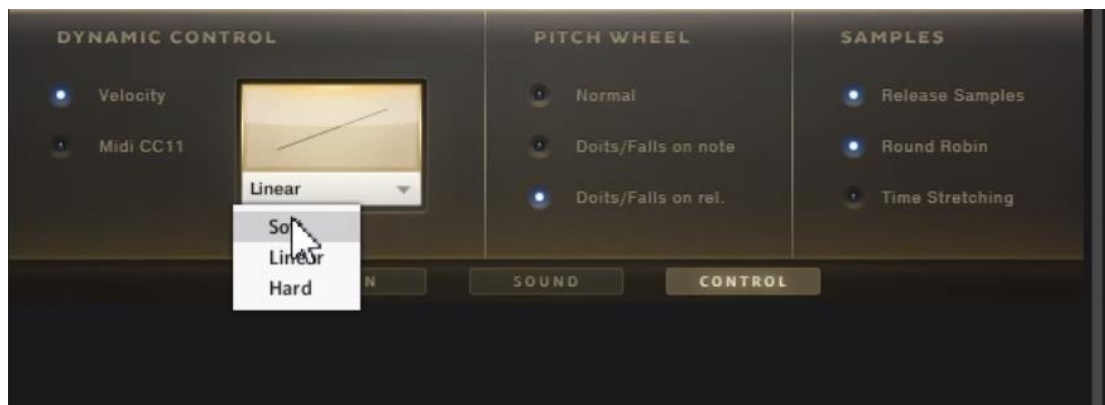 DYNAMIC CONTROL
Velocity
Midi CC11
Linear
Linear
Hard
PITCH WHEEL
Normal
Doits/Falls on note
Doits/Falls on rel.
SAMPLES
Release Samples
Round Robin
Time Stretching
SOUND
CONTROL